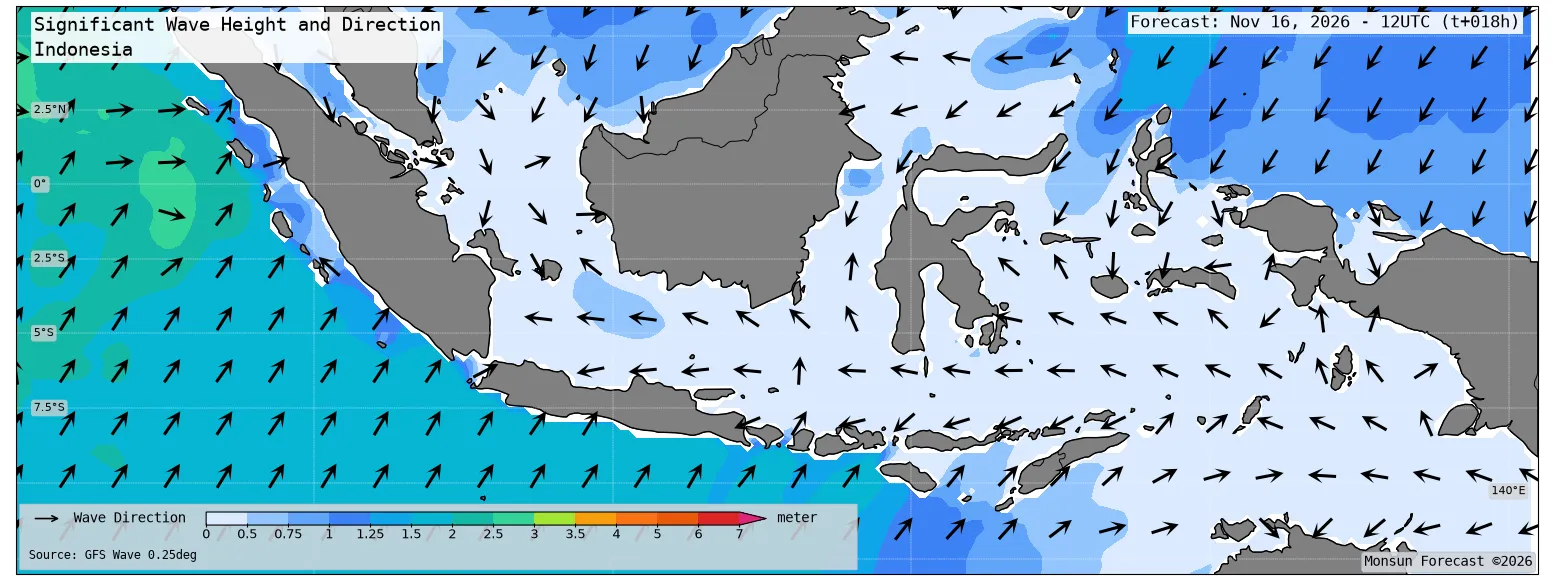 Significant Wave Height and Direction
Indonesia
Forecast: Nov 16, 2026 - 12UTC (t+018h)
2.5°N
0°
2.5°S
5°S
7.5°S
140°E
Wave Direction
meter
0 0.5 0.75 1 1.25 1.5 2 2.5 3 3.5 4 5 6 7
Source: GFS Wave 0.25deg
Monsun Forecast ©2026